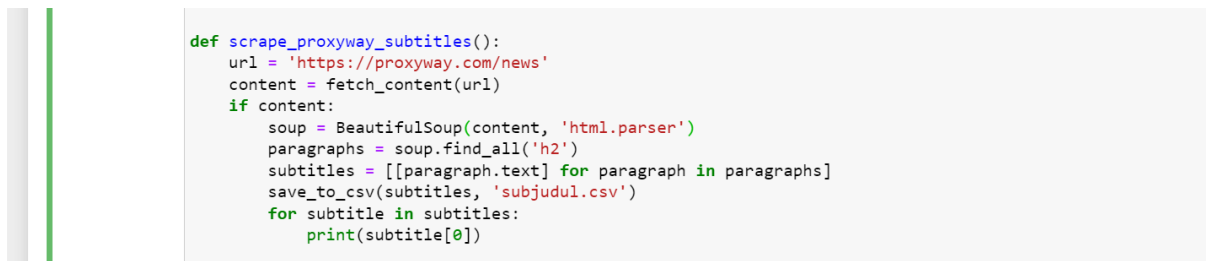 def scrape_proxyway_subtitles():
    url = 'https://proxyway.com/news'
    content = fetch_content(url)
    if content:
        soup = BeautifulSoup(content, 'html.parser')
        paragraphs = soup.find_all('h2')
        subtitles = [[paragraph.text] for paragraph in paragraphs]
        save_to_csv(subtitles, 'subjudul.csv')
        for subtitle in subtitles:
            print(subtitle[0])